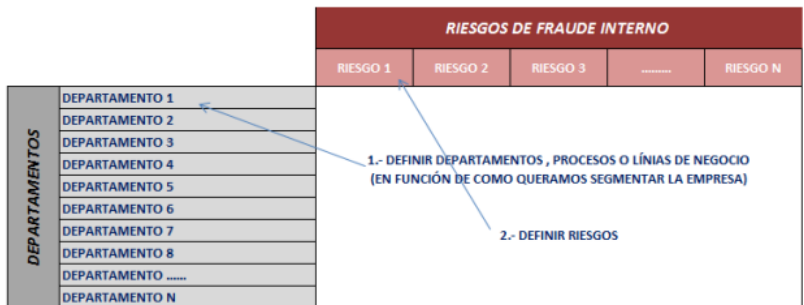 RIESGOS DE FRAUDE INTERNO
RIESGO 1
RIESGO 2
RIESGO 3
.........
RIESGO N
DEPARTAMENTOS
DEPARTAMENTO 1
DEPARTAMENTO 2
DEPARTAMENTO 3
DEPARTAMENTO 4
DEPARTAMENTO 5
DEPARTAMENTO 6
DEPARTAMENTO 7
DEPARTAMENTO 8
DEPARTAMENTO ......
DEPARTAMENTO N
1.- DEFINIR DEPARTAMENTOS , PROCESOS O LÍNIAS DE NEGOCIO
(EN FUNCIÓN DE COMO QUERAMOS SEGMENTAR LA EMPRESA)
2.- DEFINIR RIESGOS